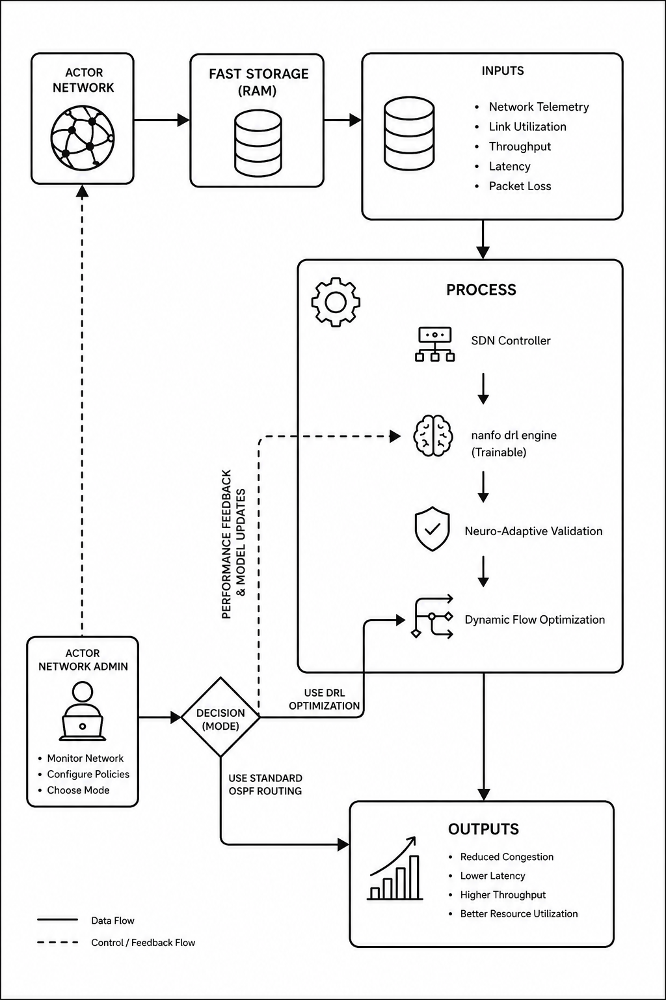 ACTOR
NETWORK
FAST STORAGE
(RAM)
INPUTS
• Network Telemetry
• Link Utilization
• Throughput
• Latency
• Packet Loss
PROCESS
SDN Controller
nanfo drl engine
(Trainable)
Neuro-Adaptive Validation
Dynamic Flow Optimization
PERFORMANCE FEEDBACK
& MODEL UPDATES
ACTOR
NETWORK ADMIN
• Monitor Network
• Configure Policies
• Choose Mode
DECISION
(MODE)
USE DRL
OPTIMIZATION
USE STANDARD
OSPF ROUTING
OUTPUTS
• Reduced Congestion
• Lower Latency
• Higher Throughput
• Better Resource Utilization
Data Flow
Control / Feedback Flow